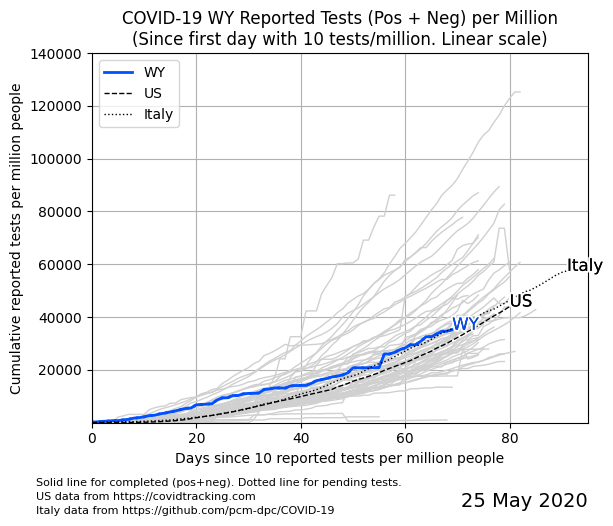 COVID-19 WY Reported Tests (Pos + Neg) per Million
(Since first day with 10 tests/million. Linear scale)
Cumulative reported tests per million people
140000
120000
100000
80000
60000
40000
20000
WY
US
Italy
Italy
US
WY
0
20
40
60
80
Days since 10 reported tests per million people
Solid line for completed (pos+neg). Dotted line for pending tests.
US data from https://covidtracking.com
Italy data from https://github.com/pcm-dpc/COVID-19
25 May 2020